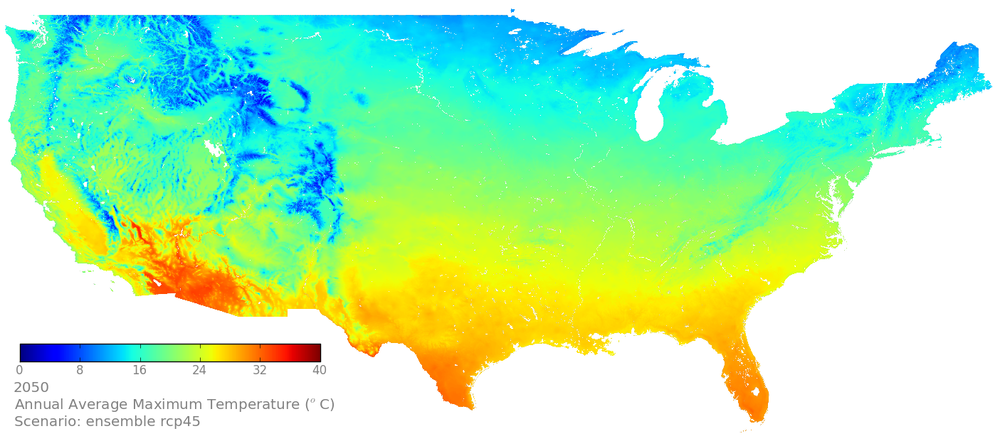 0 8 16 24 32 40
2050
Annual Average Maximum Temperature (° C)
Scenario: ensemble rcp45